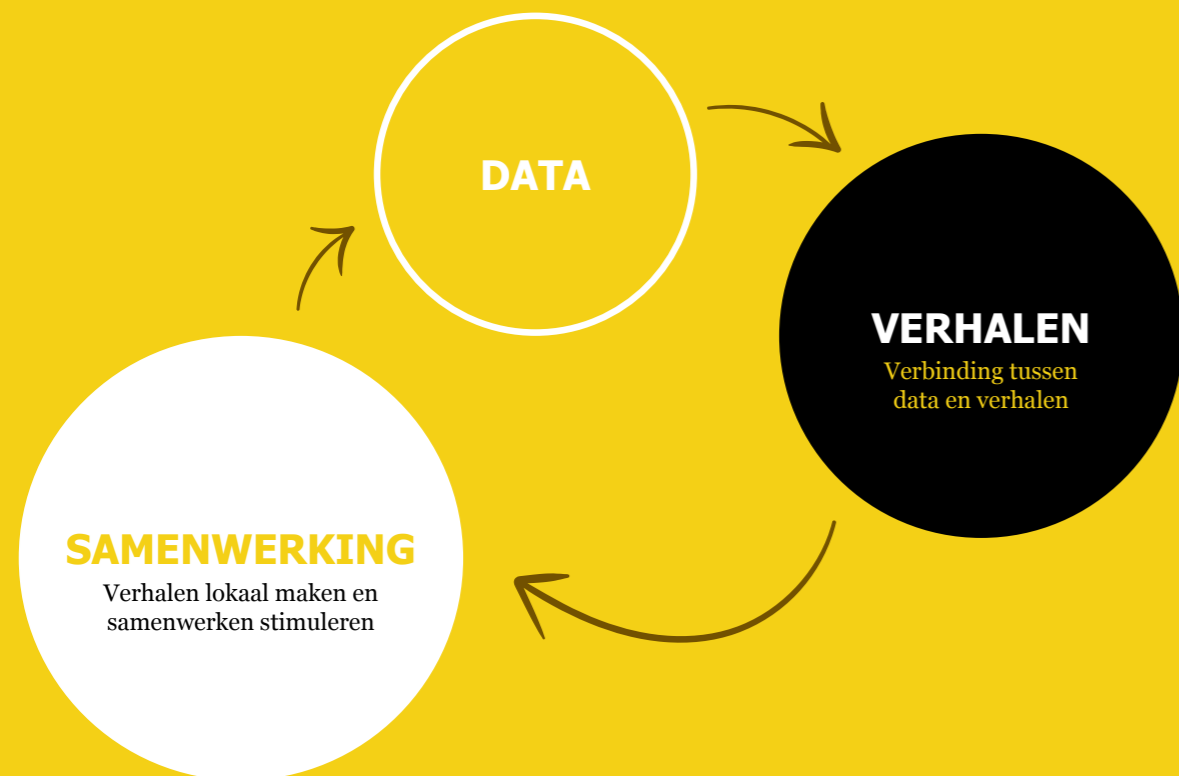 DATA
VERHALEN
Verbinding tussen
data en verhalen
SAMENWERKING
Verhalen lokaal maken en
samenwerken stimuleren